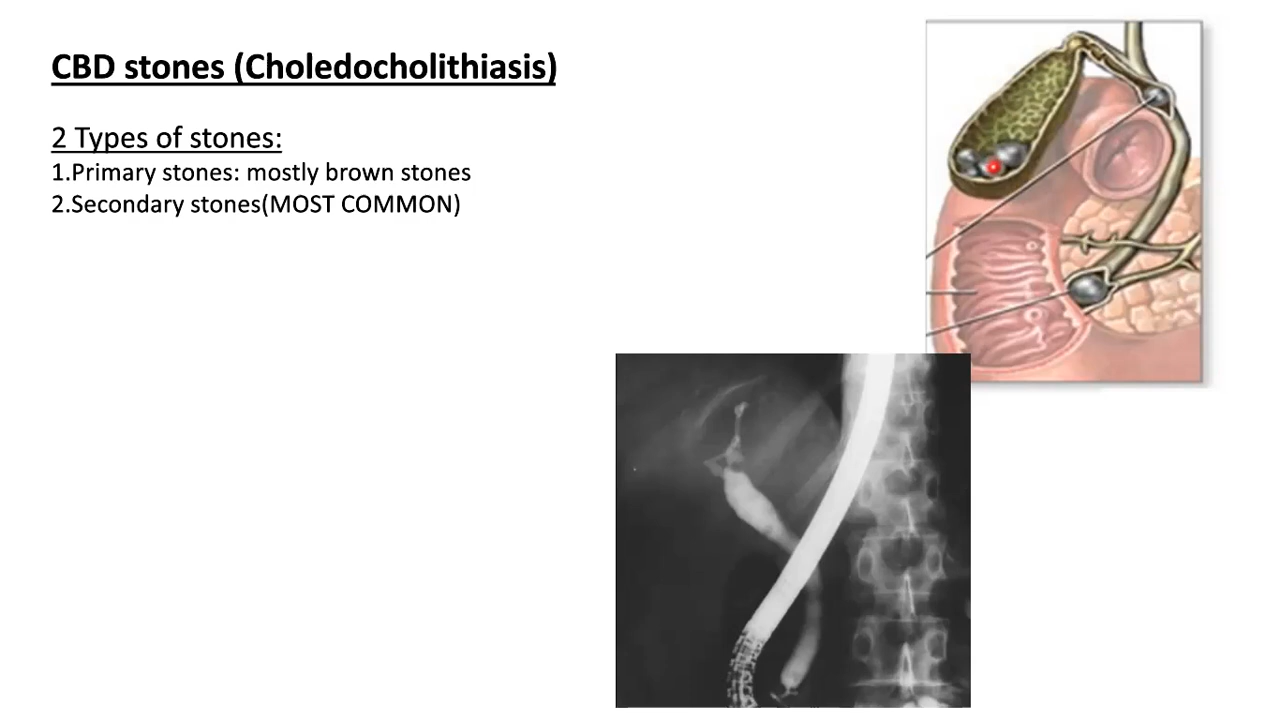 CBD stones (Choledocholithiasis)
2 Types of stones:
1.Primary stones: mostly brown stones
2.Secondary stones(MOST COMMON)